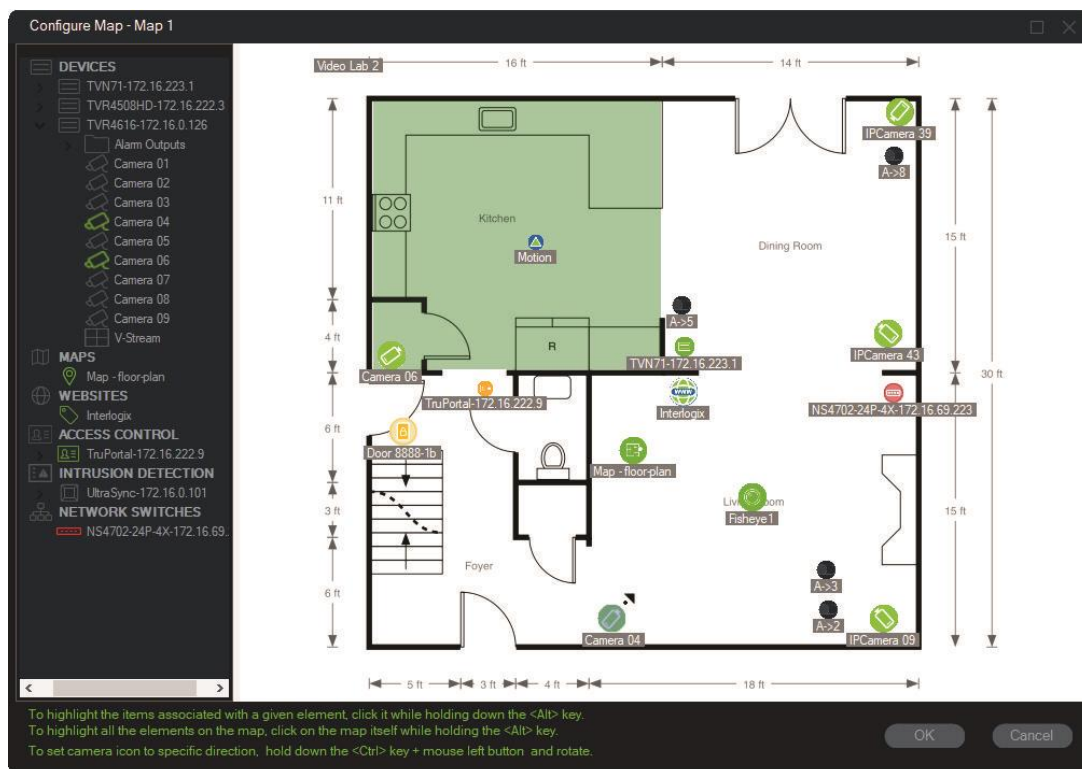 Configure Map - Map 1
DEVICES
TVN71-172.16.223.1
TVR4508HD-172.16.222.3
TVR4616-172.16.0.126
Alarm Outputs
Camera 01
Camera 02
Camera 03
Camera 04
Camera 05
Camera 06
Camera 07
Camera 08
Camera 09
V-Stream
MAPS
Map - floor-plan
WEBSITES
Interlogix
ACCESS CONTROL
TruPortal-172.16.222.9
INTRUSION DETECTION
UltraSync-172.16.0.101
NETWORK SWITCHES
NS4702-24P-4X-172.16.69.
Video Lab 2
16 ft
14 ft
IPCamera 39
A->8
11 ft
Kitchen
Motion
Dining Room
15 ft
A->5
4 ft
R
TVN71-172.16.223.1
IPCamera 43
Camera 06
30 ft
TruPortal-172.16.222.9
WWW
Interlogix
NS4702-24P-4X-172.16.69.223
6 ft
Door 8888-1b
Map - floor-plan
3 ft
Living Room
Fisheye 1
15 ft
Foyer
6 ft
A->3
A->2
Camera 04
IPCamera 09
5 ft
3 ft
4 ft
18 ft
To highlight the items associated with a given element, click it while holding down the <Alt> key.
To highlight all the elements on the map, click on the map itself while holding the <Alt> key.
To set camera icon to specific direction, hold down the <Ctrl> key + mouse left button and rotate.
OK
Cancel